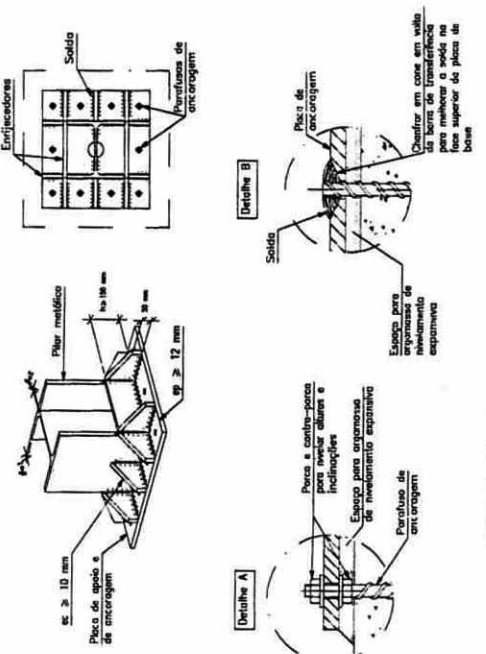 Enrijecedores
Solda
Parafusos de
ancoragem
Pilar metálico
h ≥ 150 mm
30 mm
ec ≥ 10 mm
ep ≥ 12 mm
Placa de apoio e
de ancoragem
Detalhe B
Placa de
ancoragem
Solda
Chanfrar em cone em volta
da barra de transferência
para melhorar a solda na
face superior da placa de
base
Espaço para
argamassa de
nivelamento
expansiva
Detalhe A
Porca e contra-porca
para nivelar alturas e
inclinações
Espaço para argamassa
de nivelamento expansiva
Parafuso de
ancoragem